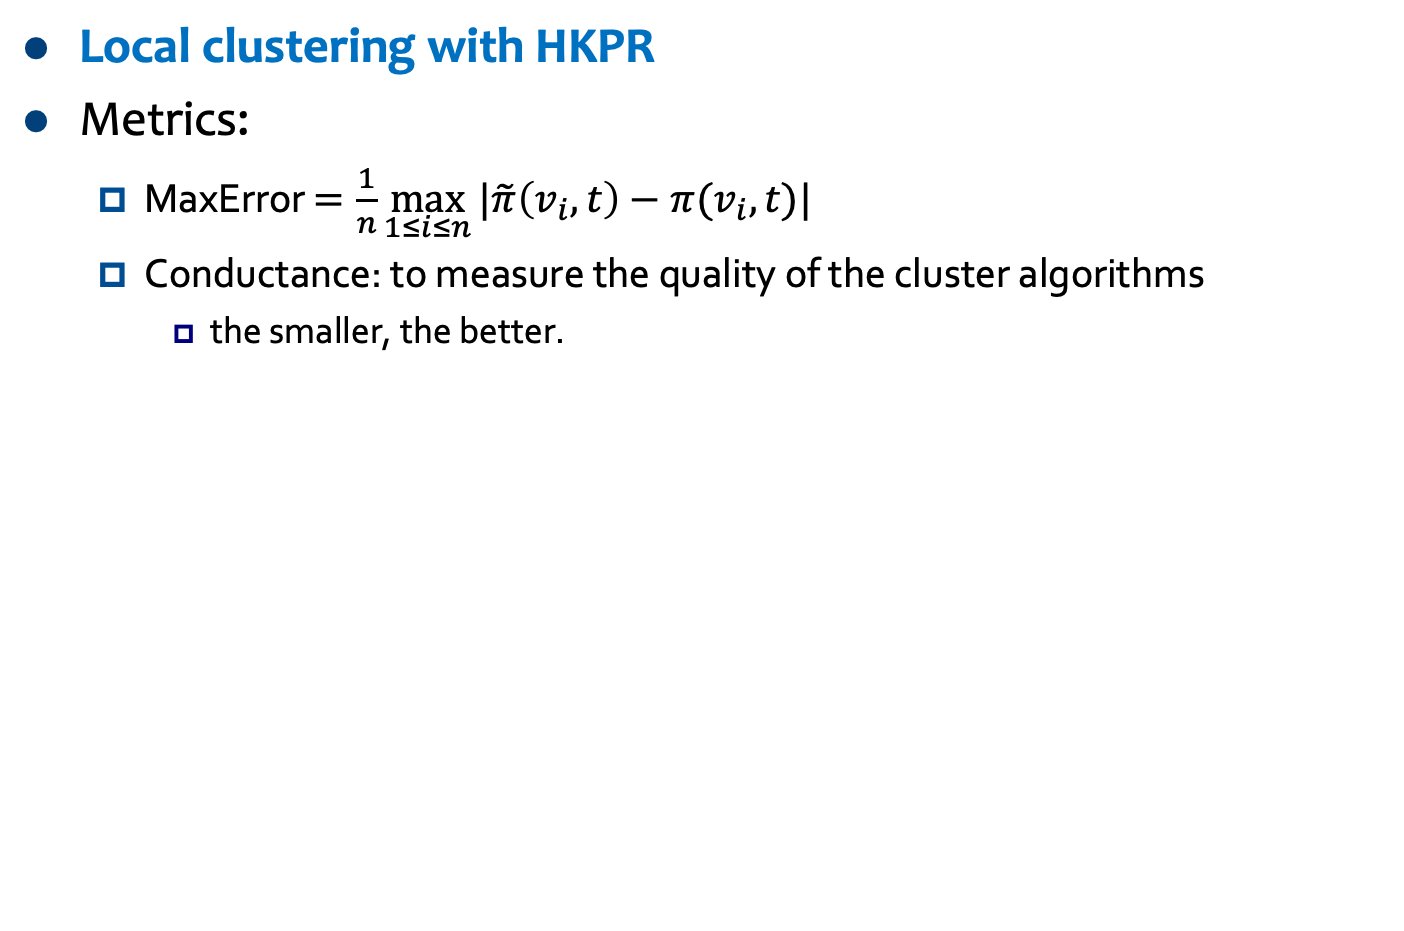 Local clustering with HKPR
Metrics:
MaxError = 1/n max_{1≤i≤n} |π̃(v_i, t) − π(v_i, t)|
Conductance: to measure the quality of the cluster algorithms
the smaller, the better.